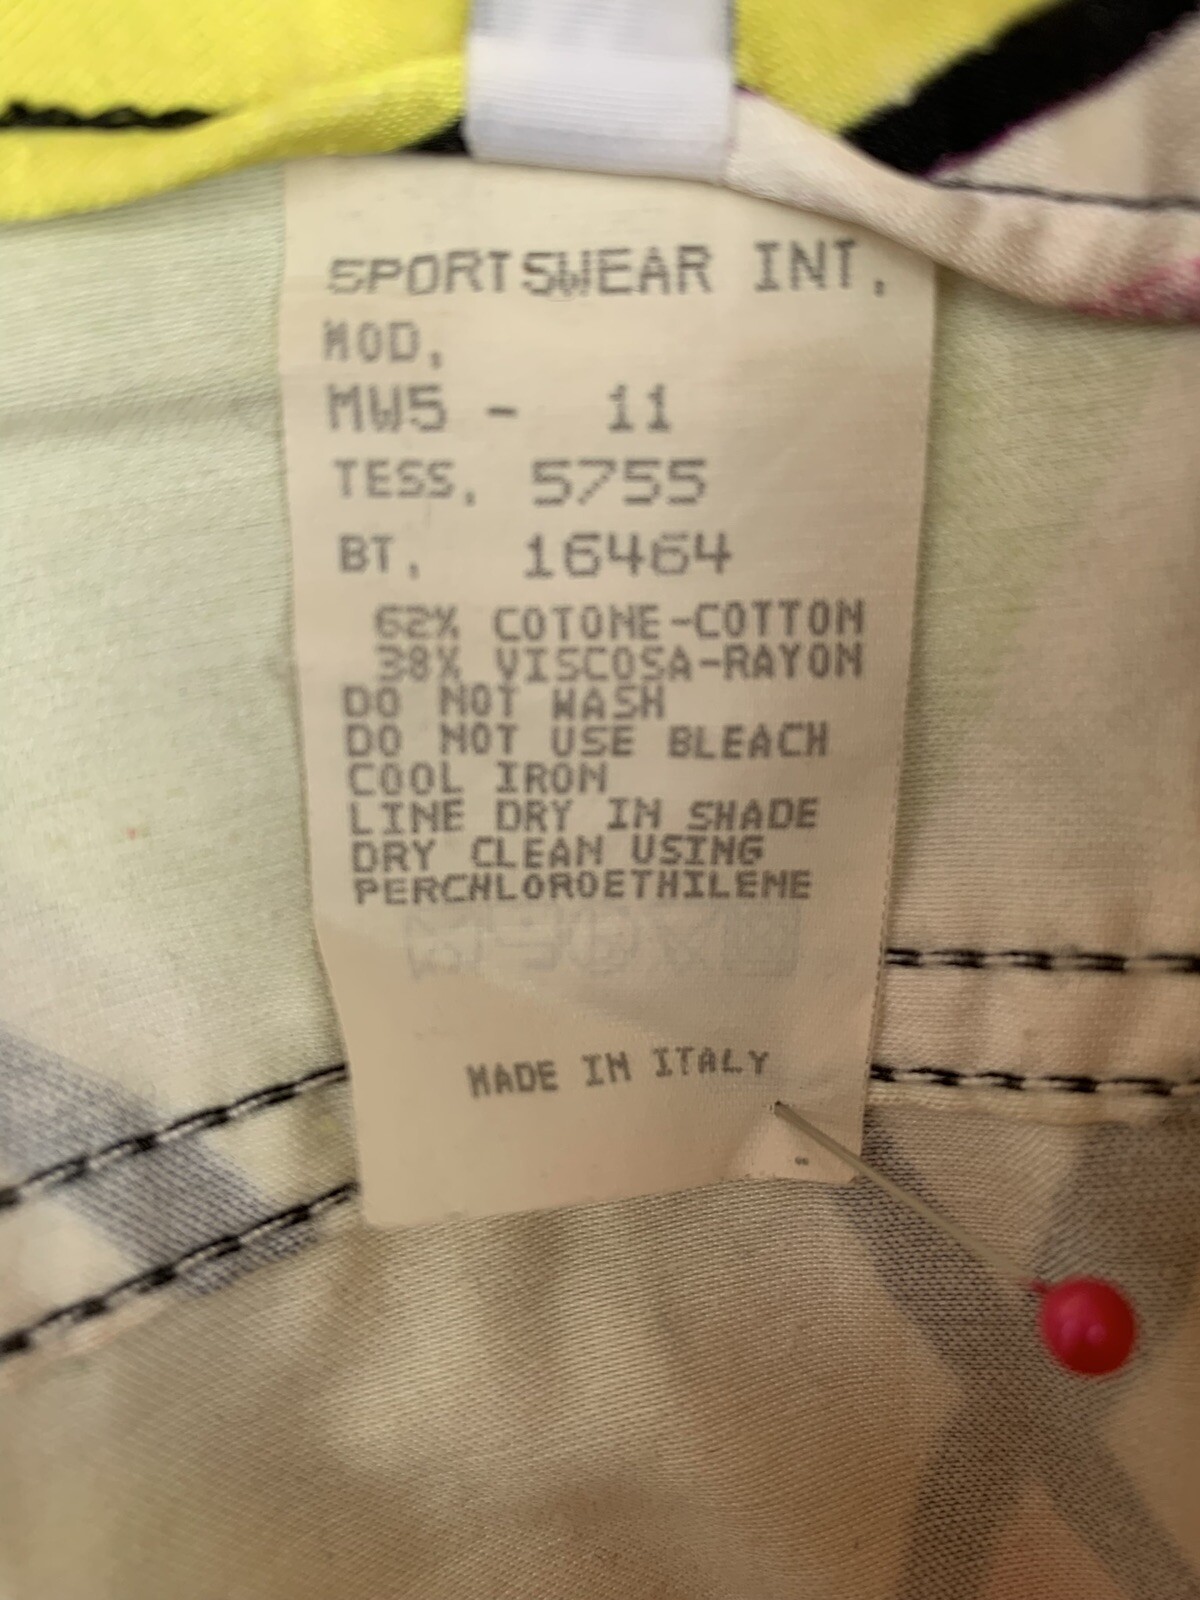 SPORTSWEAR INT.
MOD.
MW5 - 11
TESS. 5755
BT. 16464
62% COTONE-COTTON
38% VISCOSA-RAYON
DO NOT WASH
DO NOT USE BLEACH
COOL IRON
LINE DRY IN SHADE
DRY CLEAN USING
PERCHLOROETHILENE
MADE IN ITALY